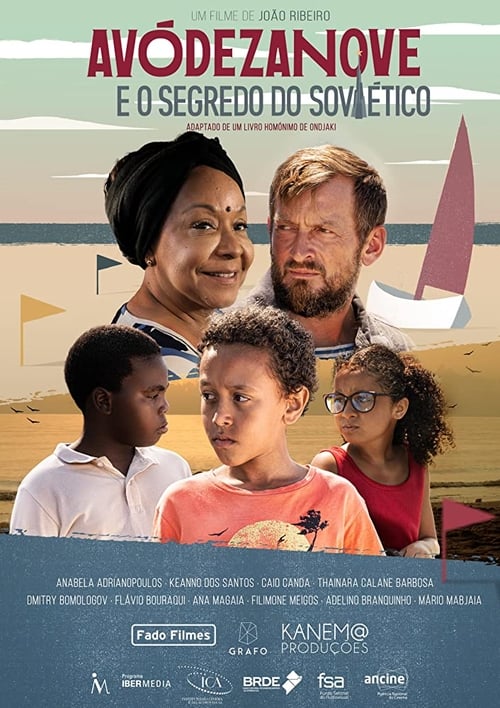 UM FILME DE JOÃO RIBEIRO
AVÓDEZANOVE
E O SEGREDO DO SOVIÉTICO
ADAPTADO DE UM LIVRO HOMÓNIMO DE ONDJAKI
ANABELA ADRIANOPOULOS · KEANNO DOS SANTOS · CAIO CANDA · THAINARA CALANE BARBOSA
DMITRY BOMOLOGOV · FLÁVIO BOURAQUI · ANA MAGAIA · FILIMONE MEIGOS · ADELINO BRANQUINHO · MÁRIO MABJAIA
Fado Filmes
GRAFO
KANEM@
PRODUÇÕES
Programa
IBERMEDIA
ICA
BRDE
fsa
ancine